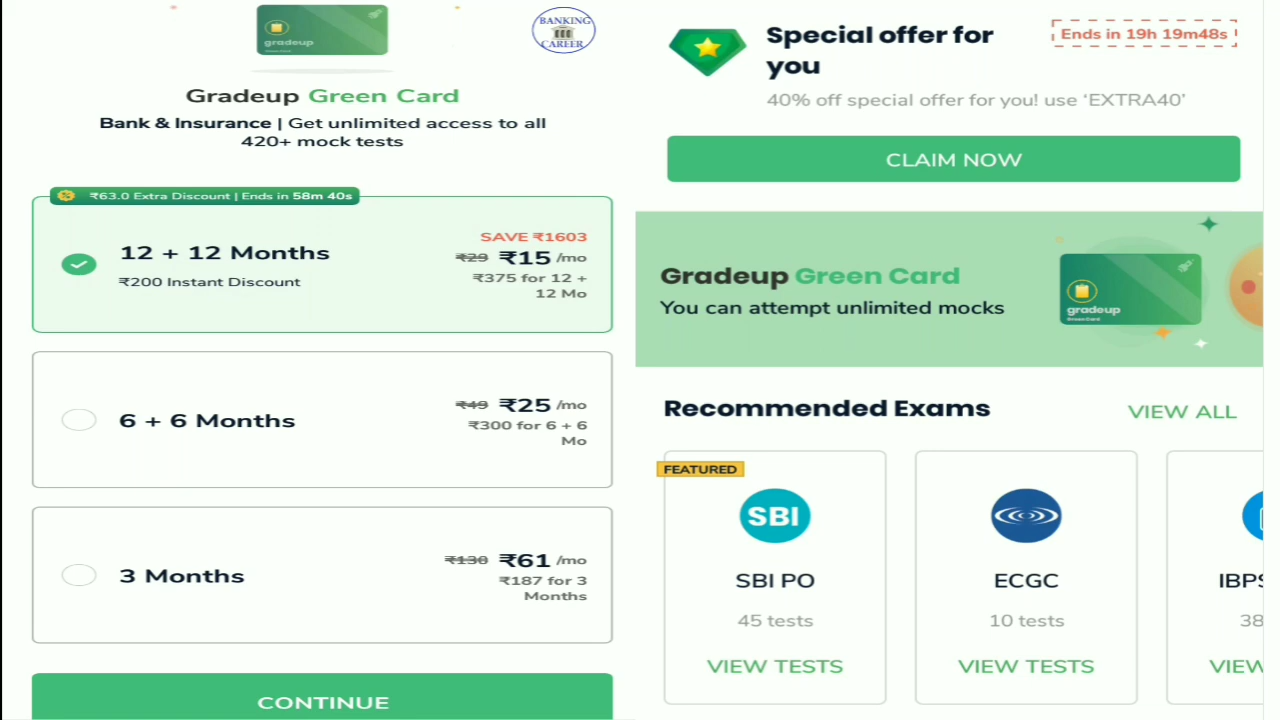 gradeup
BANKING
CAREER
Gradeup Green Card
Bank & Insurance | Get unlimited access to all
420+ mock tests
₹63.0 Extra Discount | Ends in 58m 40s
12 + 12 Months
₹200 Instant Discount
SAVE ₹1603
₹29 ₹15 /mo
₹375 for 12 +
12 Mo
6 + 6 Months
₹49 ₹25 /mo
₹300 for 6 + 6
Mo
3 Months
₹130 ₹61 /mo
₹187 for 3
Months
CONTINUE
Special offer for
you
Ends in 19h 19m48s
40% off special offer for you! use ‘EXTRA40’
CLAIM NOW
Gradeup Green Card
You can attempt unlimited mocks
gradeup
Green Card
Recommended Exams
VIEW ALL
FEATURED
SBI
SBI PO
45 tests
VIEW TESTS
ECGC
10 tests
VIEW TESTS
IBPS
38
VIEW